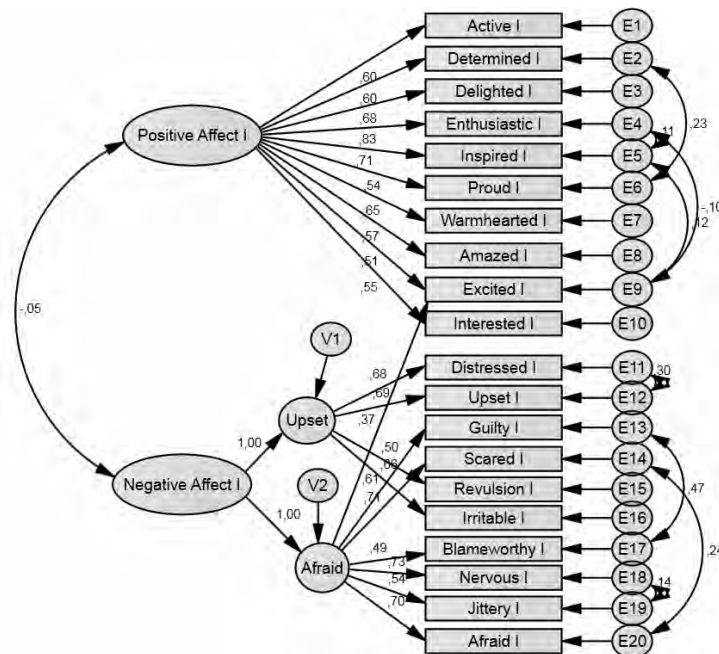 Active I
E1
Determined I
E2
,60
Delighted I
E3
,60
,23
Enthusiastic I
E4
,68
Positive Affect I
,11
,83
Inspired I
E5
,71
Proud I
E6
,54
Warmhearted I
E7
-,10
,12
,65
Amazed I
E8
,57
,51
Excited I
E9
,55
Interested I
E10
-,05
V1
Distressed I
E11
,30
,68
,69
Upset I
E12
Upset
,37
Guilty I
E13
1,00
,50
Scared I
E14
,61
,71
Negative Affect I
V2
Revulsion I
E15
,47
1,00
Irritable I
E16
,49
Blameworthy I
E17
,24
Afraid
,73
Nervous I
E18
,54
,14
Jittery I
E19
,70
Afraid I
E20